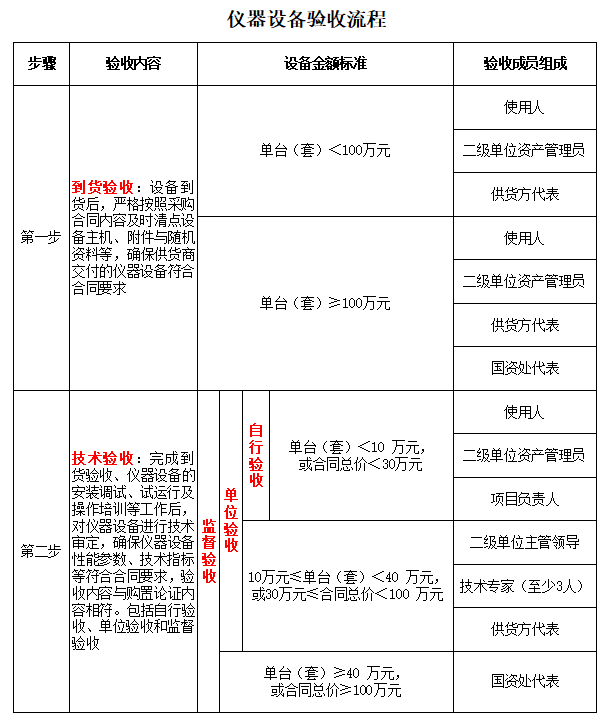 仪器设备验收流程
步骤 验收内容 设备金额标准 验收成员组成
第一步
到货验收：设备到
货后，严格按照采购
合同内容及时清点设
备主机、附件与随机
资料等，确保供货商
交付的仪器设备符合
合同要求
单台（套）＜100万元
使用人
二级单位资产管理员
供货方代表
单台（套）≥100万元
使用人
二级单位资产管理员
供货方代表
国资处代表
第二步
技术验收：完成到
货验收、仪器设备的
安装调试、试运行及
操作培训等工作后，
对仪器设备进行技术
审定，确保仪器设备
性能参数、技术指标
等符合合同要求，验
收内容与购置论证内
容相符。包括自行验
收、单位验收和监督
验收
监督验收
单位验收
自行验收
单台（套）＜10 万元，
或合同总价＜30万元
使用人
二级单位资产管理员
项目负责人
10万元≤单台（套）＜40 万元，
或30万元≤合同总价＜100 万元
二级单位主管领导
技术专家（至少3人）
供货方代表
单台（套）≥40 万元，
或合同总价≥100万元
国资处代表